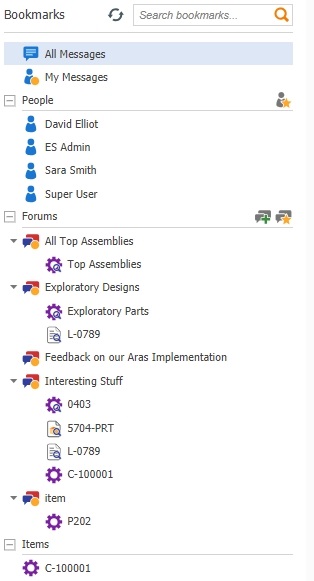 Bookmarks
Search bookmarks...
All Messages
My Messages
People
David Elliot
ES Admin
Sara Smith
Super User
Forums
All Top Assemblies
Top Assemblies
Exploratory Designs
Exploratory Parts
L-0789
Feedback on our Aras Implementation
Interesting Stuff
0403
5704-PRT
L-0789
C-100001
item
P202
Items
C-100001